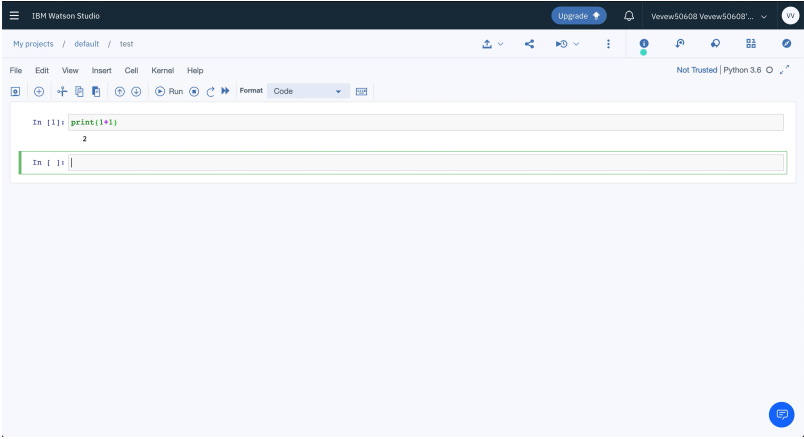 IBM Watson Studio
Upgrade
Vevew50608 Vevew50608'...
VV
My projects / default / test
File Edit View Insert Cell Kernel Help
Not Trusted | Python 3.6
Run
Format
Code
In [1]: print(1+1)
2
In [ ]: